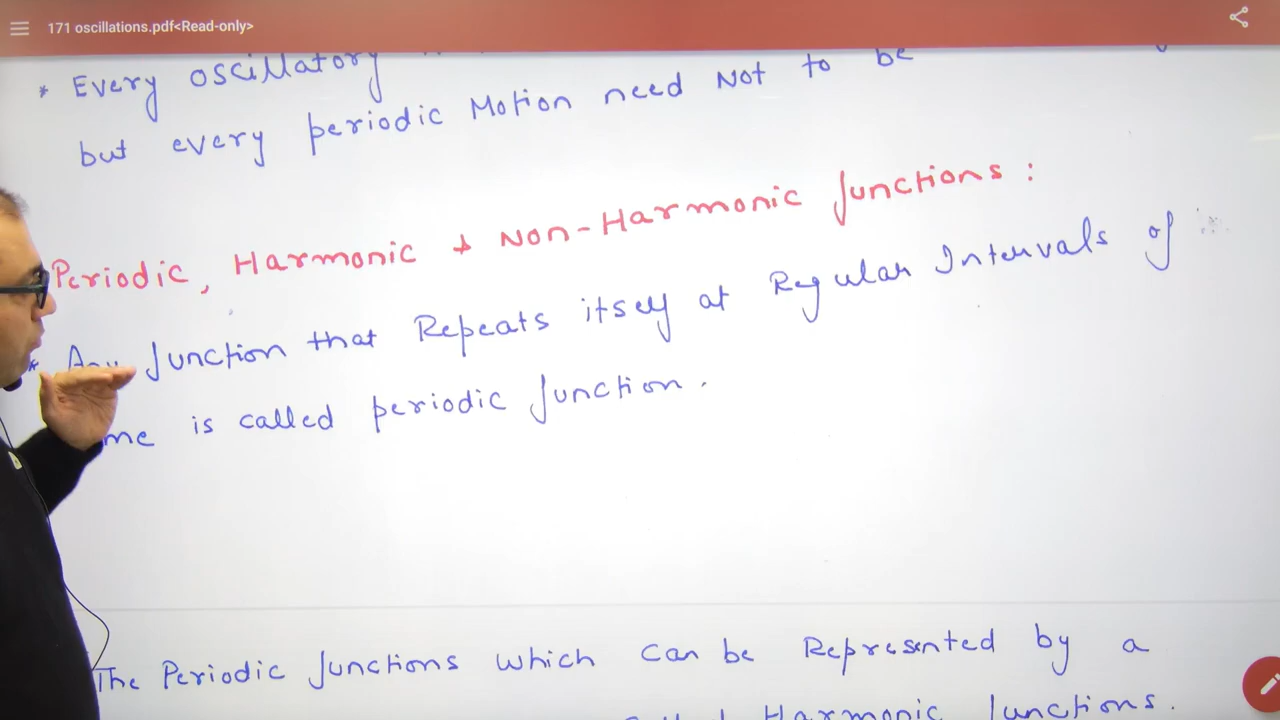 171 oscillations.pdf<Read-only>
* Every oscillatory
but every periodic Motion need Not to be
Periodic, Harmonic + Non-Harmonic functions :
* Any function that Repeats itself at Regular Intervals of
me is called periodic function.
The Periodic functions which can be Represented by a
Harmonic functions.